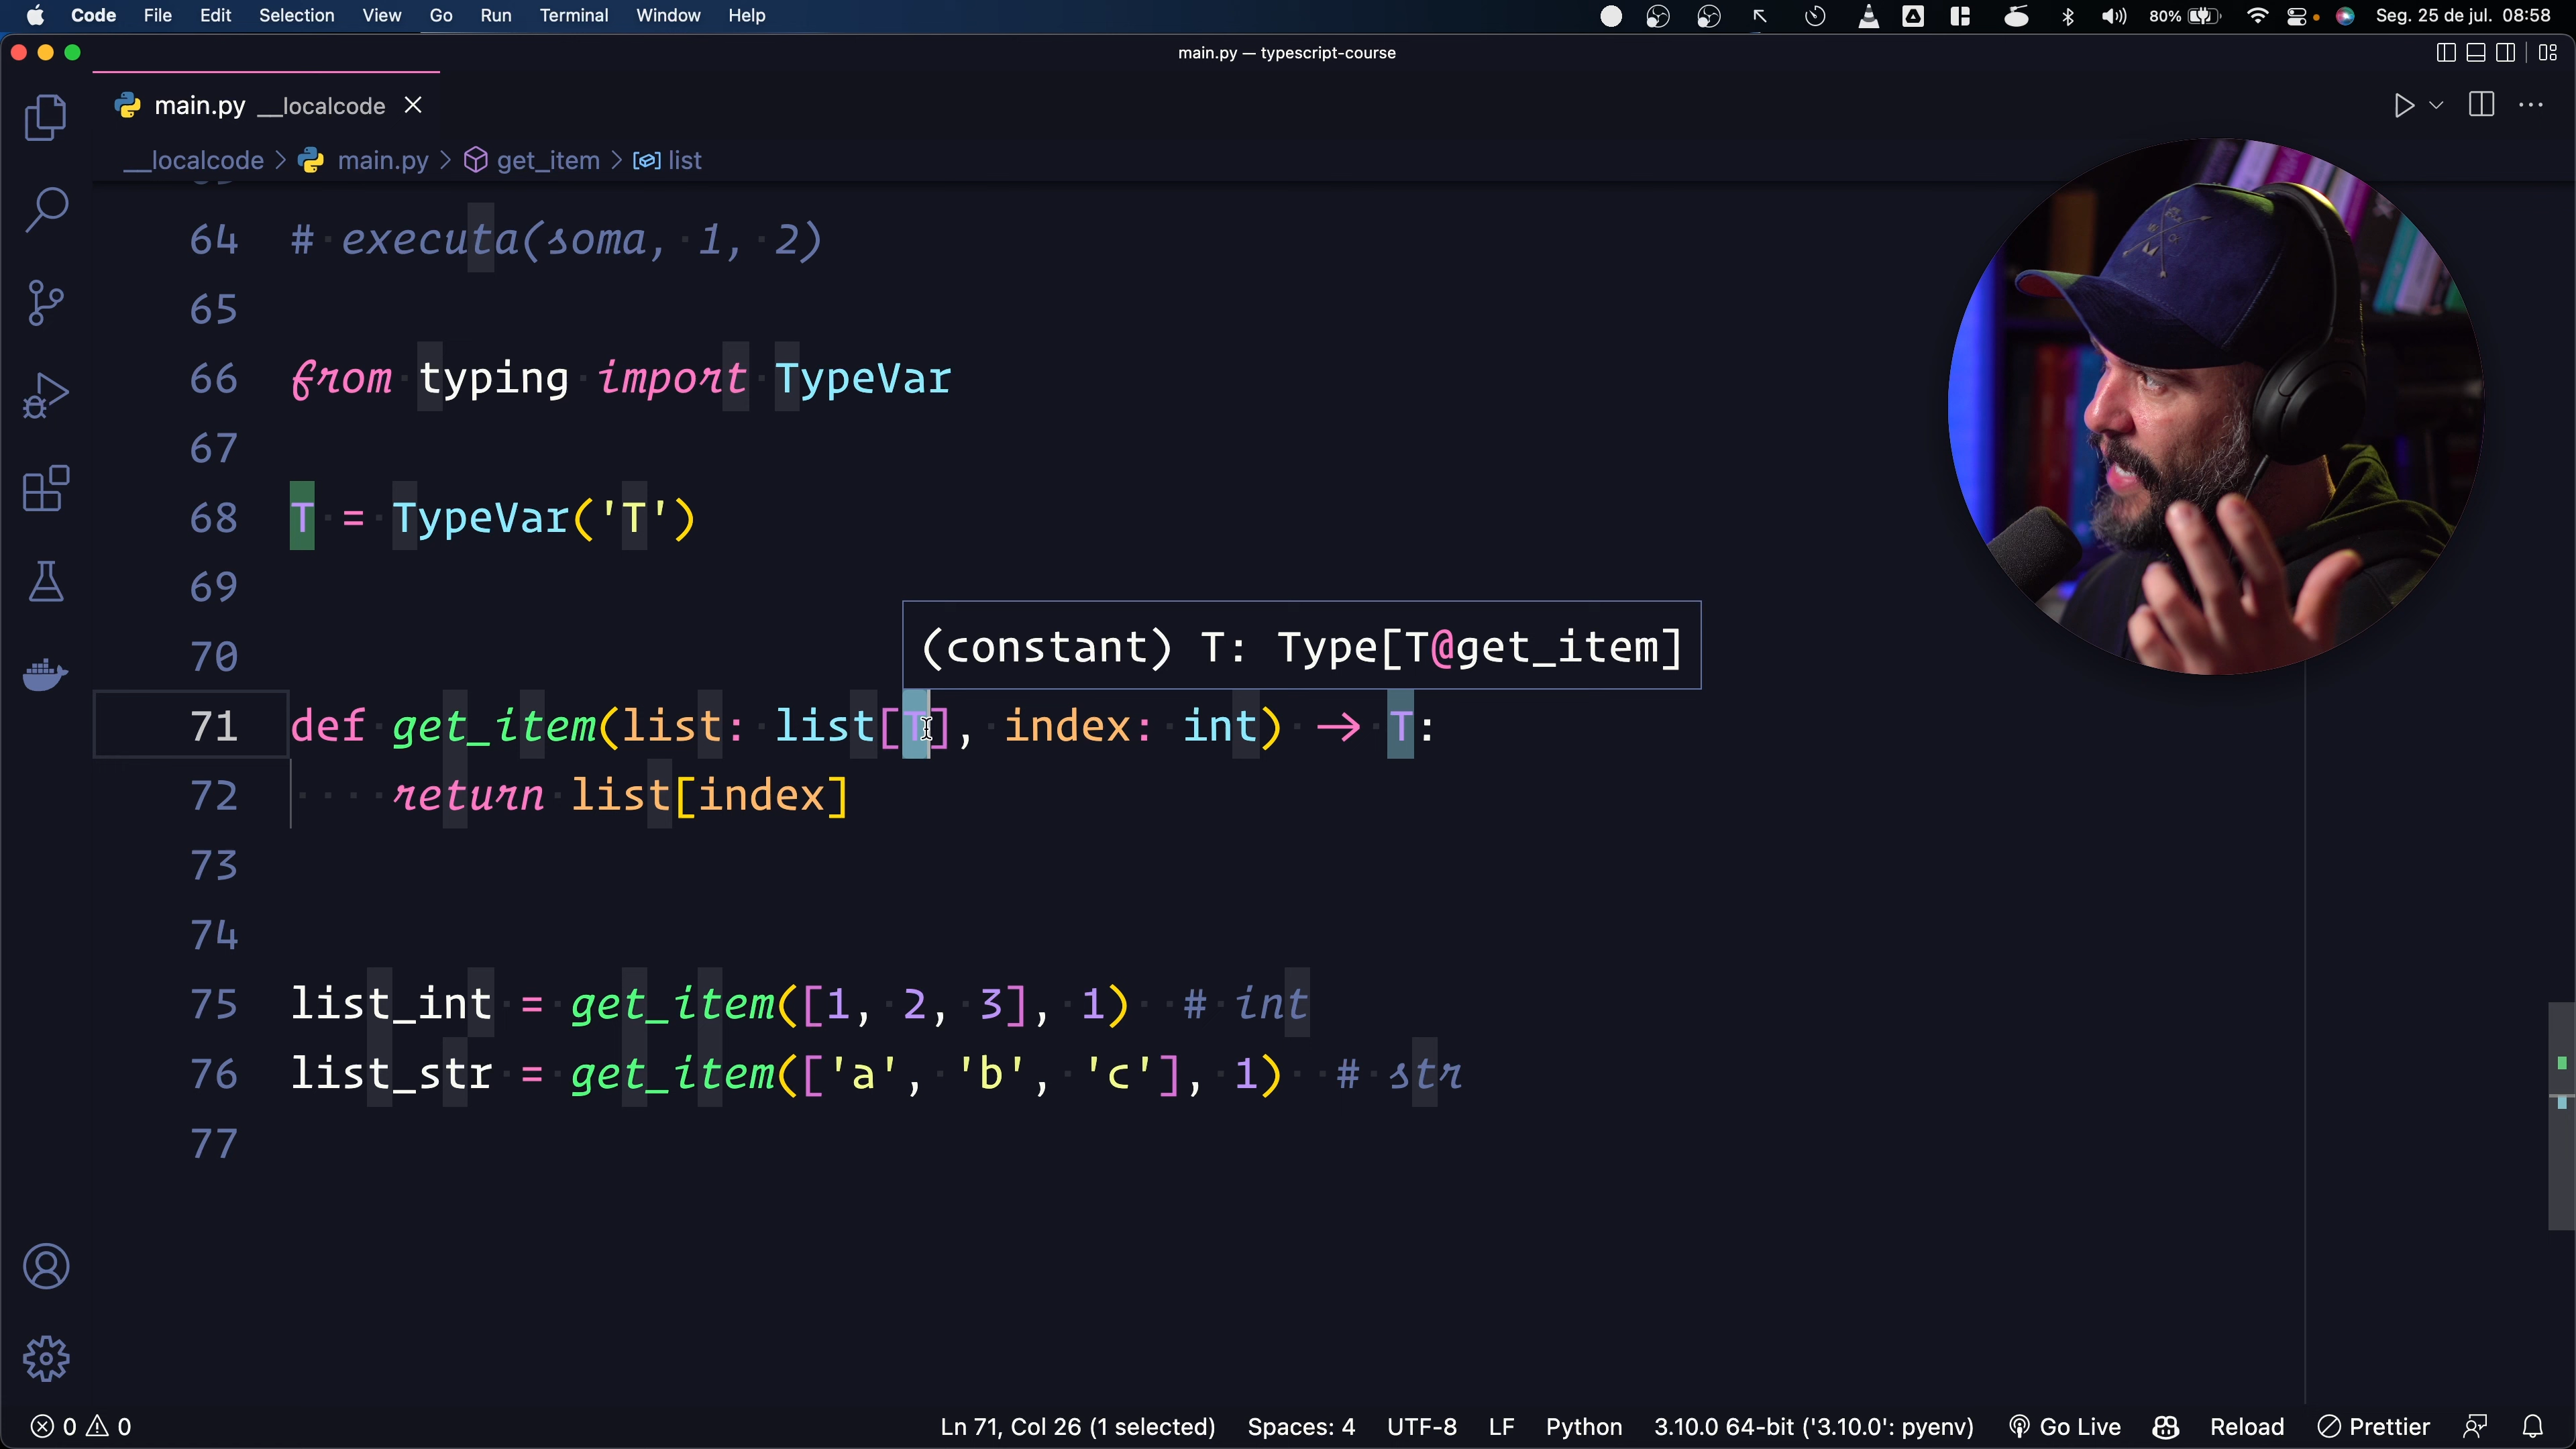 Code File Edit Selection View Go Run Terminal Window Help 80% Seg. 25 de jul. 08:58
main.py — typescript-course
main.py __localcode
__localcode > main.py > get_item > list
64 # executa(soma, 1, 2)
65
66 from typing import TypeVar
67
68 T = TypeVar('T')
69
(constant) T: Type[T@get_item]
70
71 def get_item(list: list[T], index: int) -> T:
72 return list[index]
73
74
75 list_int = get_item([1, 2, 3], 1) # int
76 list_str = get_item(['a', 'b', 'c'], 1) # str
77
0 0 Ln 71, Col 26 (1 selected) Spaces: 4 UTF-8 LF Python 3.10.0 64-bit ('3.10.0': pyenv) Go Live Reload Prettier